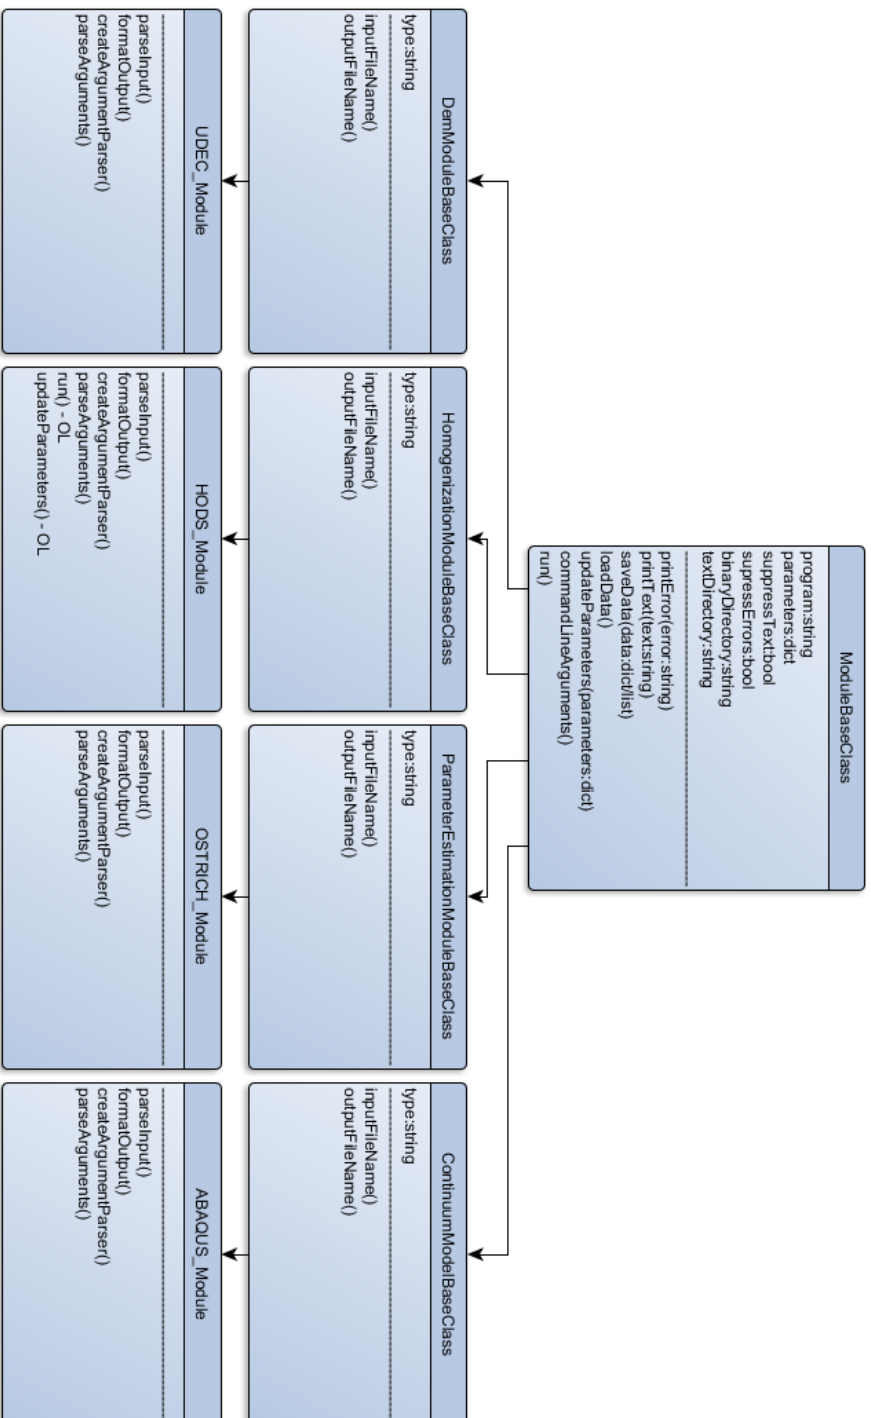 ModuleBaseClass
program:string
parameters:dict
suppressText:bool
supressErrors:bool
binaryDirectory:string
textDirectory:string
printError(error:string)
printText(text:string)
saveData(data:dict/list)
loadData()
updateParameters(parameters:dict)
commandLineArguments()
run()
DemModuleBaseClass
type:string
inputFileName()
outputFileName()
HomogenizationModuleBaseClass
type:string
inputFileName()
outputFileName()
ParameterEstimationModuleBaseClass
type:string
inputFileName()
outputFileName()
ContinuumModelBaseClass
type:string
inputFileName()
outputFileName()
UDEC_Module
parseInput()
formatOutput()
createArgumentParser()
parseArguments()
HODS_Module
parseInput()
formatOutput()
createArgumentParser()
parseArguments()
run() - OL
updateParameters() - OL
OSTRICH_Module
parseInput()
formatOutput()
createArgumentParser()
parseArguments()
ABAQUS_Module
parseInput()
formatOutput()
createArgumentParser()
parseArguments()